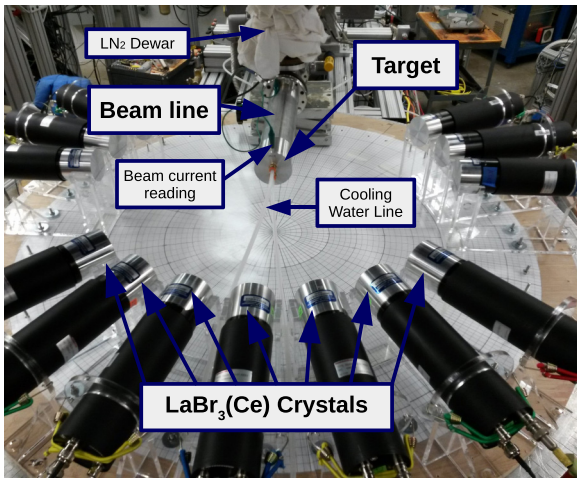 LN₂ Dewar
Target
Beam line
Beam current
reading
Cooling
Water Line
LaBr₃(Ce) Crystals